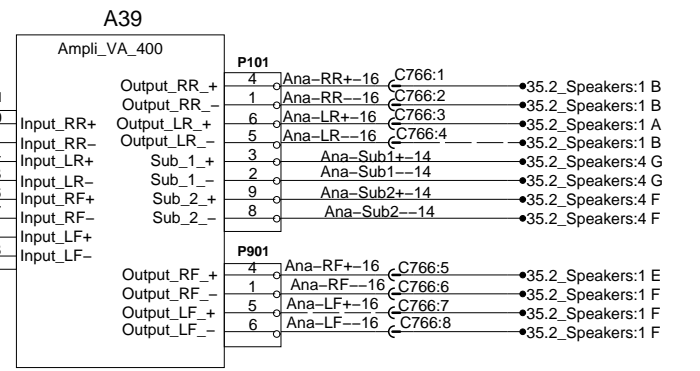 A39
Ampli_VA_400
P101
Output_RR_+ 4 Ana–RR+–16 C766:1 35.2_Speakers:1 B
Output_RR_– 1 Ana–RR––16 C766:2 35.2_Speakers:1 B
Input_RR+ Output_LR_+ 6 Ana–LR+–16 C766:3 35.2_Speakers:1 A
Input_RR– Output_LR_– 5 Ana–LR––16 C766:4 35.2_Speakers:1 B
Input_LR+ Sub_1_+ 3 Ana–Sub1+–14 35.2_Speakers:4 G
Input_LR– Sub_1_– 2 Ana–Sub1––14 35.2_Speakers:4 G
Input_RF+ Sub_2_+ 9 Ana–Sub2+–14 35.2_Speakers:4 F
Input_RF– Sub_2_– 8 Ana–Sub2––14 35.2_Speakers:4 F
Input_LF+
Input_LF–
P901
Output_RF_+ 4 Ana–RF+–16 C766:5 35.2_Speakers:1 E
Output_RF_– 1 Ana–RF––16 C766:6 35.2_Speakers:1 F
Output_LF_+ 5 Ana–LF+–16 C766:7 35.2_Speakers:1 F
Output_LF_– 6 Ana–LF––16 C766:8 35.2_Speakers:1 F